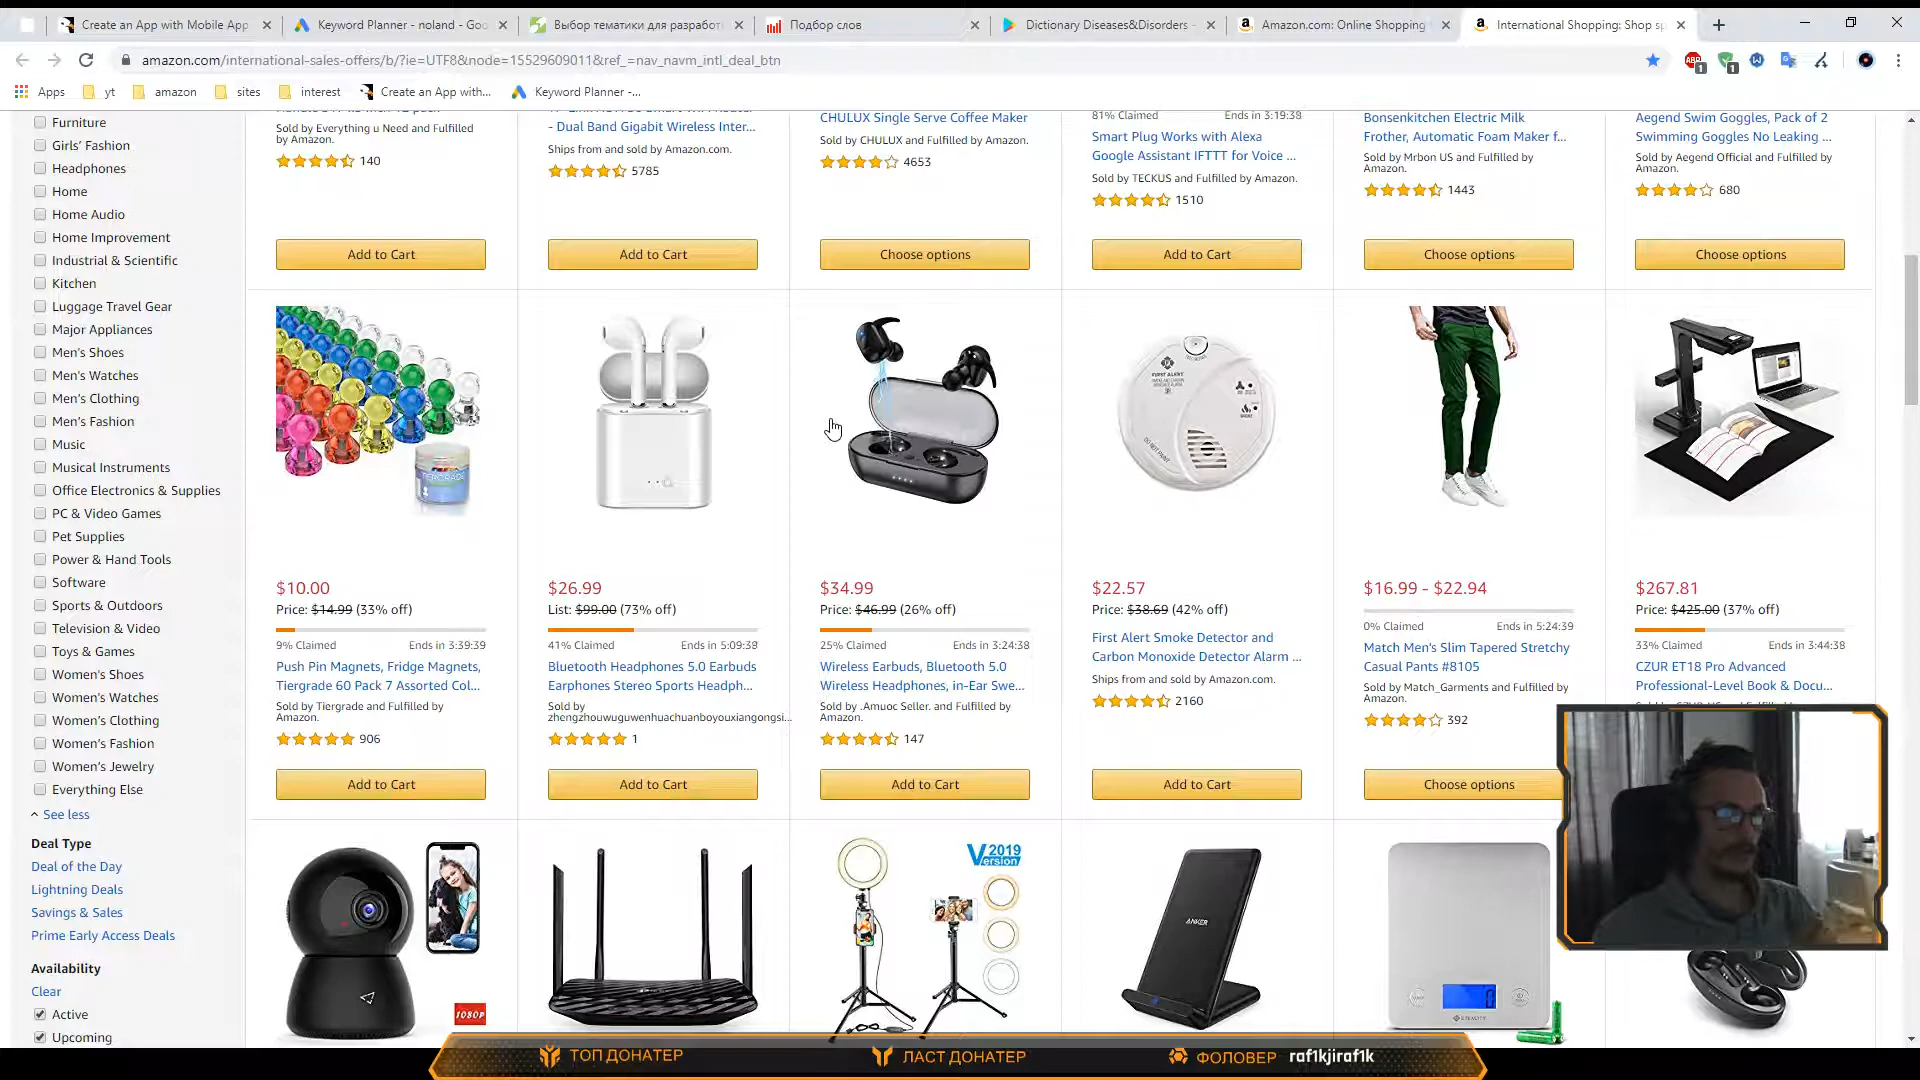 Create an App with Mobile App
Keyword Planner - noland - Goo
Выбор тематики для разработ
Подбор слов
Dictionary Diseases&Disorders -
Amazon.com: Online Shopping
International Shopping: Shop sp
amazon.com/international-sales-offers/b/?ie=UTF8&node=15529609011&ref_=nav_navm_intl_deal_btn
Apps
yt
amazon
sites
interest
Create an App with...
Keyword Planner -...
Furniture
Girls' Fashion
Headphones
Home
Home Audio
Home Improvement
Industrial & Scientific
Kitchen
Luggage Travel Gear
Major Appliances
Men's Shoes
Men's Watches
Men's Clothing
Men's Fashion
Music
Musical Instruments
Office Electronics & Supplies
PC & Video Games
Pet Supplies
Power & Hand Tools
Software
Sports & Outdoors
Television & Video
Toys & Games
Women's Shoes
Women's Watches
Women's Clothing
Women's Fashion
Women's Jewelry
Everything Else
See less
Deal Type
Deal of the Day
Lightning Deals
Savings & Sales
Prime Early Access Deals
Availability
Clear
Active
Upcoming
Sold by Everything u Need and Fulfilled
by Amazon.
140
Add to Cart
- Dual Band Gigabit Wireless Inter...
Ships from and sold by Amazon.com.
5785
Add to Cart
CHULUX Single Serve Coffee Maker
Sold by CHULUX and Fulfilled by Amazon.
4653
Choose options
81% Claimed
Ends in 3:19:38
Smart Plug Works with Alexa
Google Assistant IFTTT for Voice ...
Sold by TECKUS and Fulfilled by Amazon.
1510
Add to Cart
Bonsenkitchen Electric Milk
Frother, Automatic Foam Maker f...
Sold by Mrbon US and Fulfilled by
Amazon.
1443
Choose options
Aegend Swim Goggles, Pack of 2
Swimming Goggles No Leaking ...
Sold by Aegend Official and Fulfilled by
Amazon.
680
Choose options
$10.00
Price: $14.99 (33% off)
9% Claimed
Ends in 3:39:39
Push Pin Magnets, Fridge Magnets,
Tiergrade 60 Pack 7 Assorted Col...
Sold by Tiergrade and Fulfilled by
Amazon.
906
Add to Cart
$26.99
List: $99.00 (73% off)
41% Claimed
Ends in 5:09:38
Bluetooth Headphones 5.0 Earbuds
Earphones Stereo Sports Headph...
Sold by
zhengzhouwuguwenhuachuanboyouxiangongsi...
1
Add to Cart
$34.99
Price: $46.99 (26% off)
25% Claimed
Ends in 3:24:38
Wireless Earbuds, Bluetooth 5.0
Wireless Headphones, in-Ear Swe...
Sold by .Amuoc Seller. and Fulfilled by
Amazon.
147
Add to Cart
FIRST ALERT
$22.57
Price: $38.69 (42% off)
First Alert Smoke Detector and
Carbon Monoxide Detector Alarm ...
Ships from and sold by Amazon.com.
2160
Add to Cart
$16.99 - $22.94
0% Claimed
Ends in 5:24:39
Match Men's Slim Tapered Stretchy
Casual Pants #8105
Sold by Match_Garments and Fulfilled by
Amazon.
392
Choose options
$267.81
Price: $425.00 (37% off)
33% Claimed
Ends in 3:44:38
CZUR ET18 Pro Advanced
Professional-Level Book & Docu...
1080P
V2019
Version
ANKER
ТОП ДОНАТЕР
ЛАСТ ДОНАТЕР
ФОЛОВЕР raf1kjiraf1k